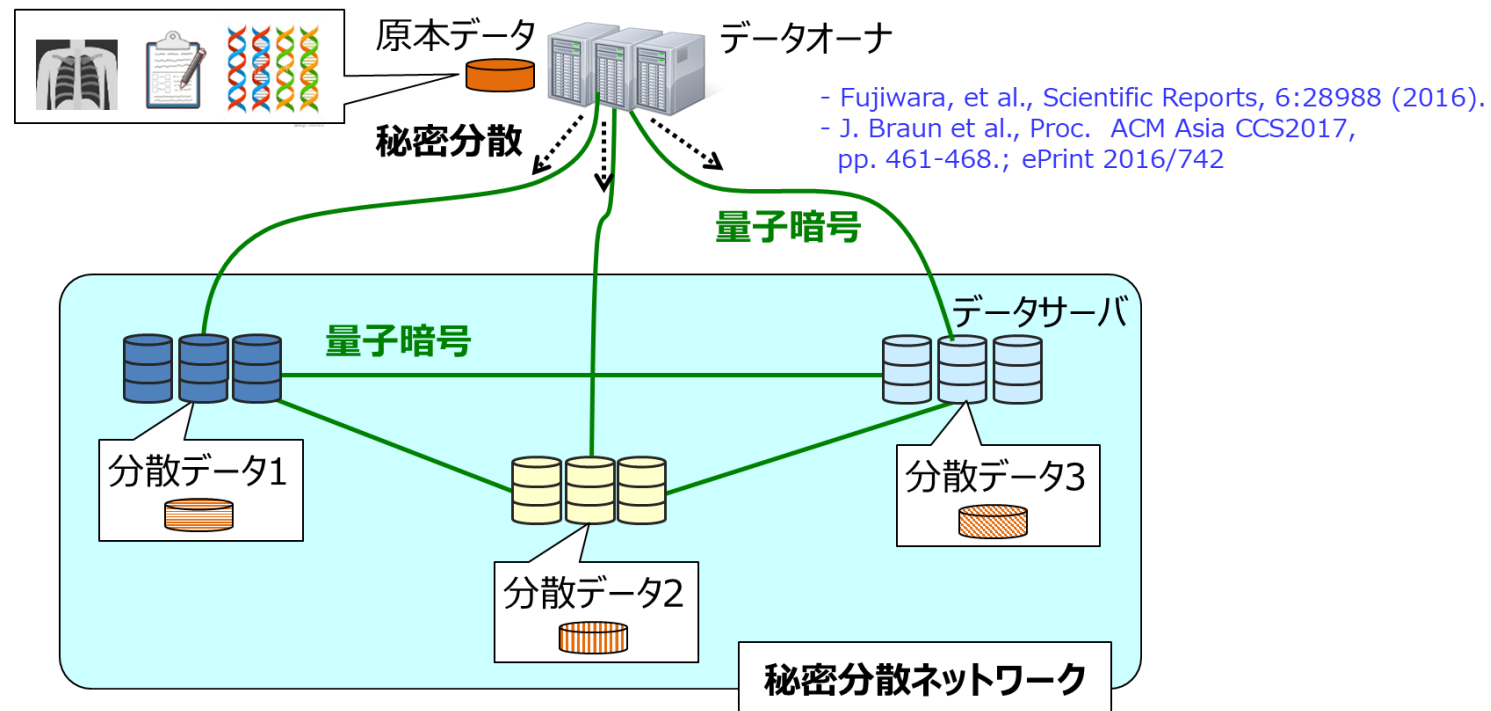 原本データ
データオーナ
- Fujiwara, et al., Scientific Reports, 6:28988 (2016).
- J. Braun et al., Proc. ACM Asia CCS2017,
pp. 461-468.; ePrint 2016/742
秘密分散
量子暗号
データサーバ
量子暗号
分散データ1
分散データ3
分散データ2
秘密分散ネットワーク